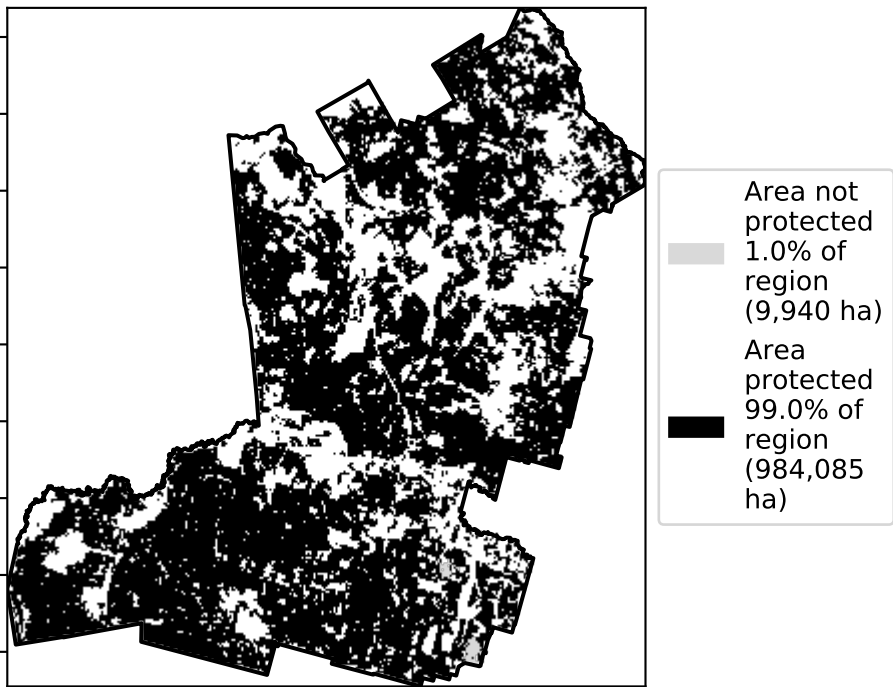 Area not
protected
1.0% of
region
(9,940 ha)
Area
protected
99.0% of
region
(984,085
ha)